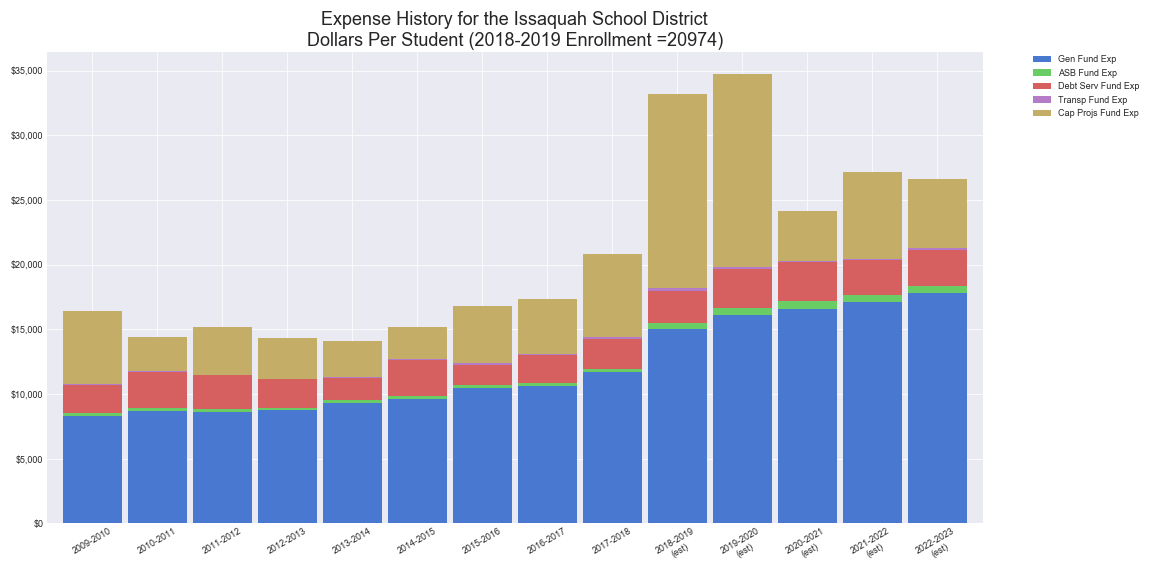 Expense History for the Issaquah School District
Dollars Per Student (2018-2019 Enrollment =20974)
$35,000
$30,000
$25,000
$20,000
$15,000
$10,000
$5,000
$0
2009-2010
2010-2011
2011-2012
2012-2013
2013-2014
2014-2015
2015-2016
2016-2017
2017-2018
2018-2019
(est)
2019-2020
(est)
2020-2021
(est)
2021-2022
(est)
2022-2023
(est)
Gen Fund Exp
ASB Fund Exp
Debt Serv Fund Exp
Transp Fund Exp
Cap Projs Fund Exp